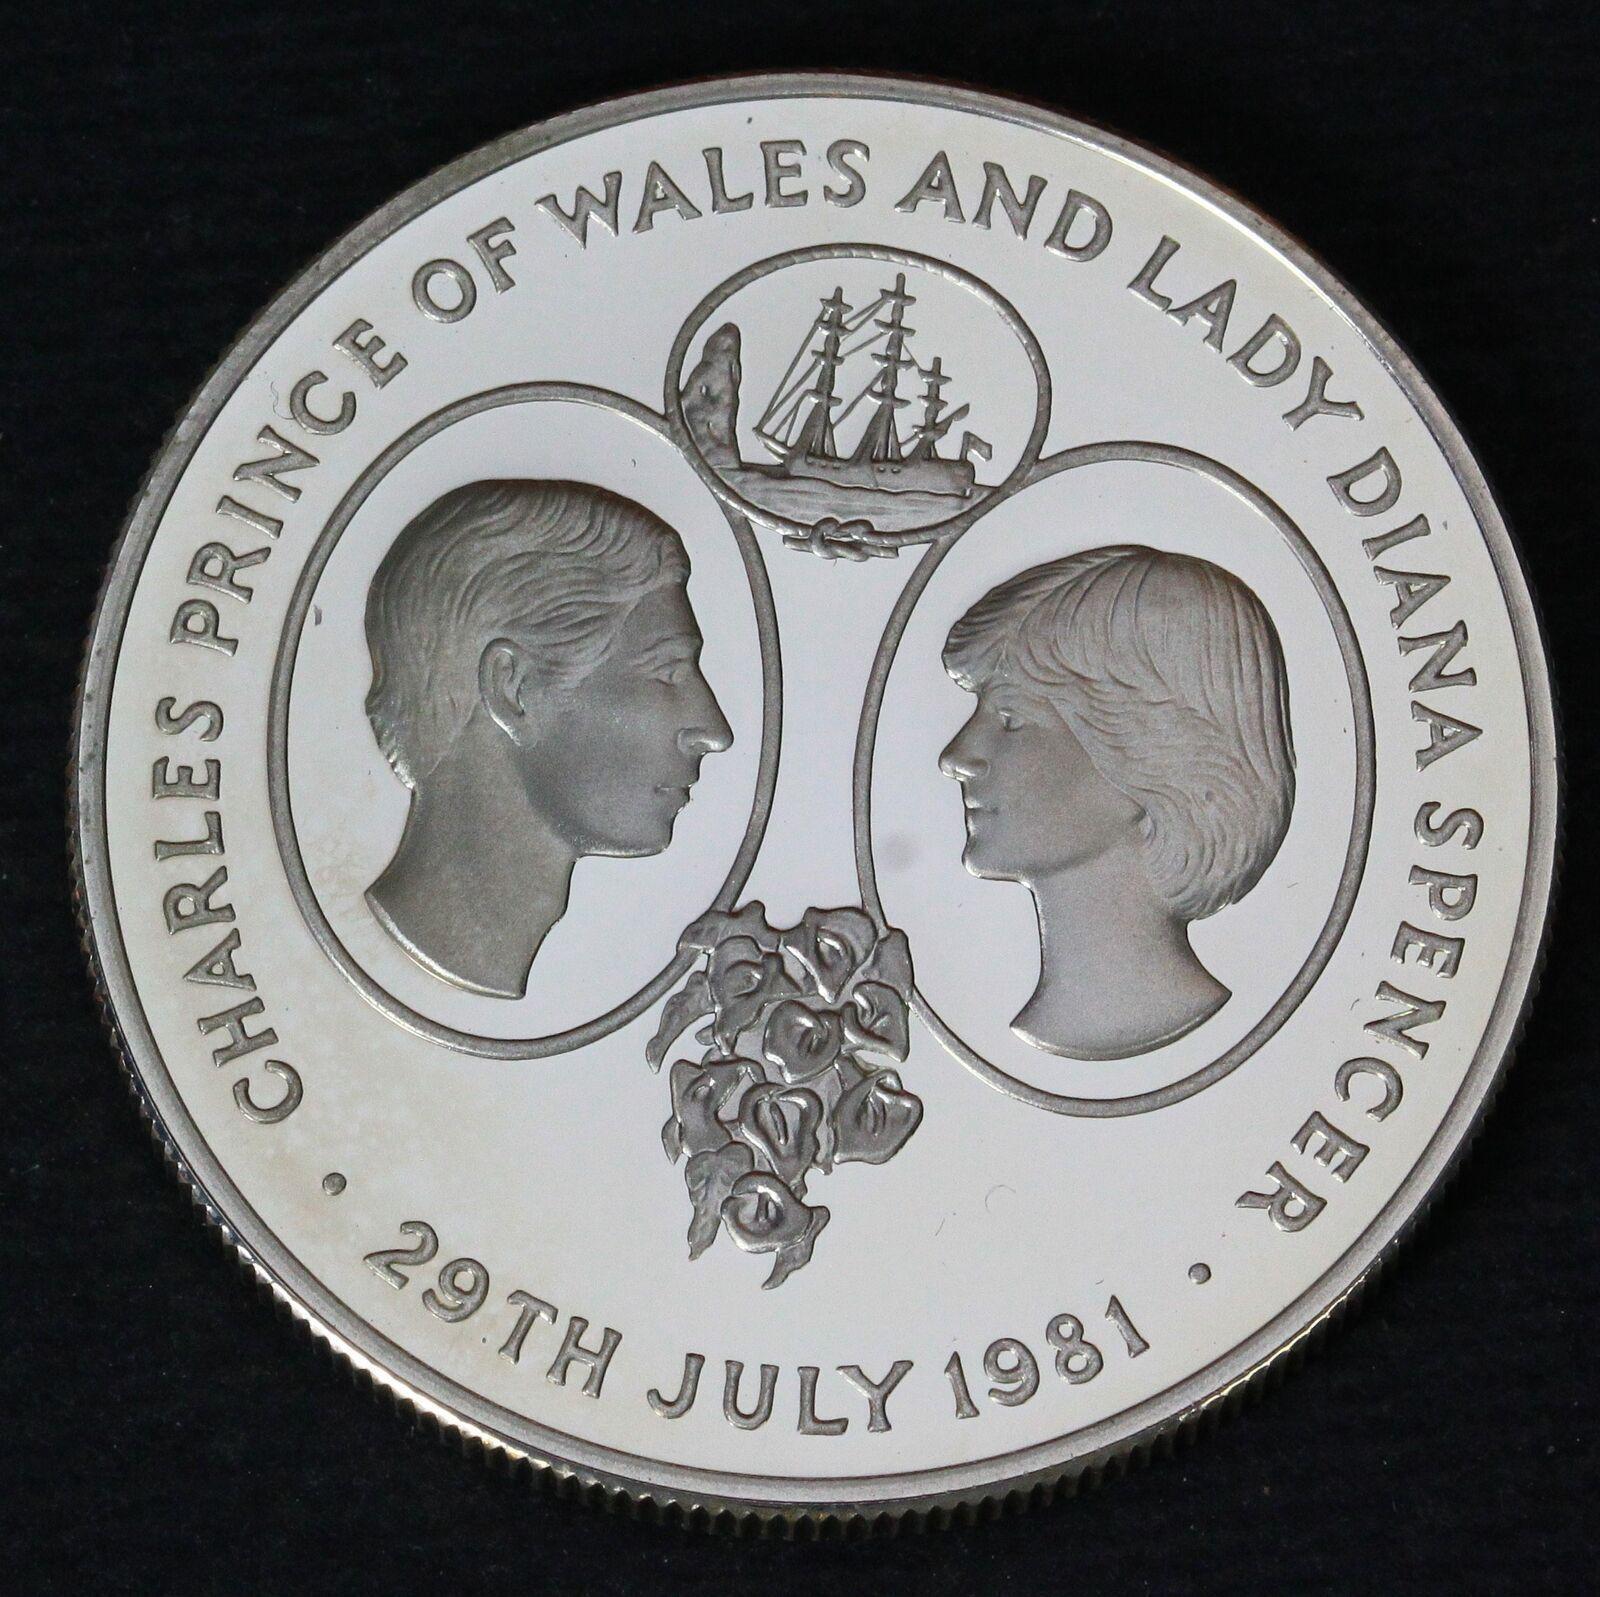 CHARLES PRINCE OF WALES AND LADY DIANA SPENCER
· 29TH JULY 1981 ·